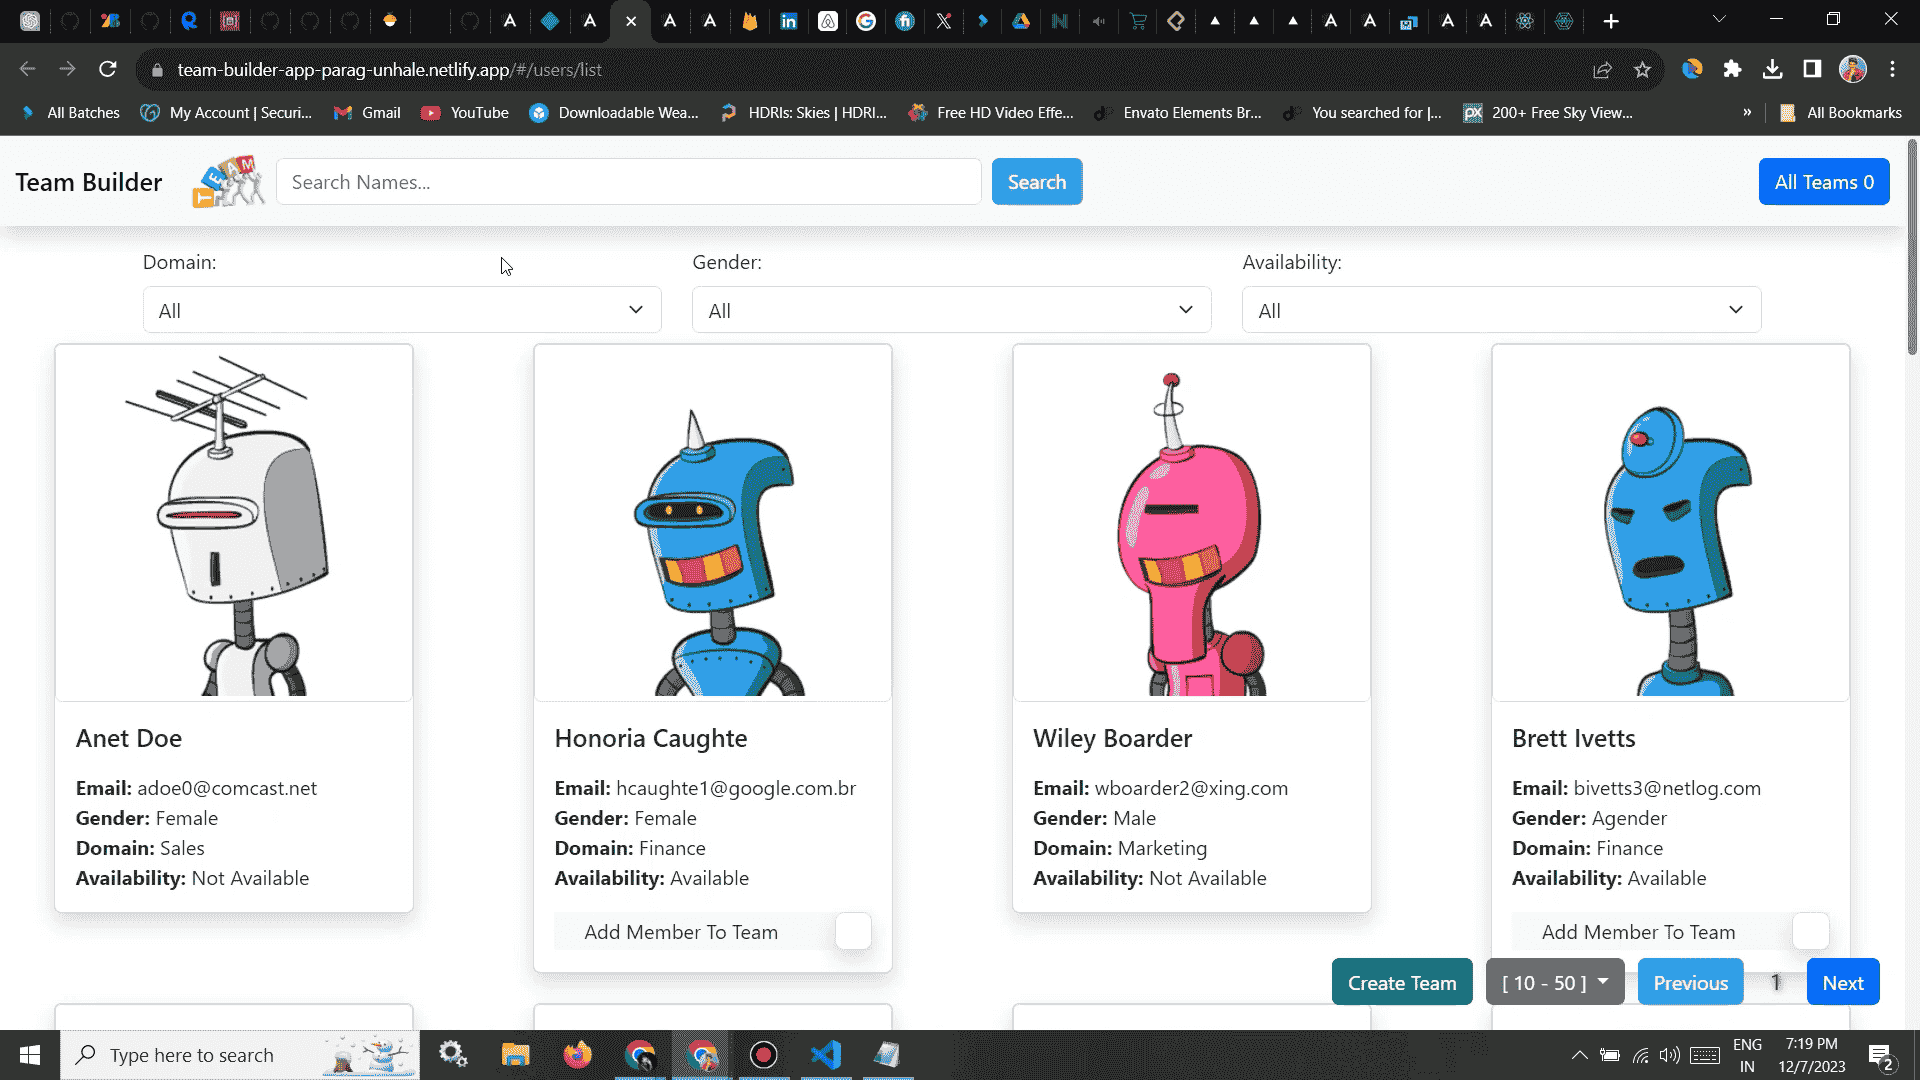 team-builder-app-parag-unhale.netlify.app/#/users/list
All Batches
My Account | Securi...
Gmail
YouTube
Downloadable Wea...
HDRIs: Skies | HDRI...
Free HD Video Effe...
Envato Elements Br...
You searched for |...
200+ Free Sky View...
»
All Bookmarks
Team Builder
TEAM
Search Names...
Search
All Teams 0
Domain:
Gender:
Availability:
All
All
All
Anet Doe
Email: adoe0@comcast.net
Gender: Female
Domain: Sales
Availability: Not Available
Honoria Caughte
Email: hcaughte1@google.com.br
Gender: Female
Domain: Finance
Availability: Available
Add Member To Team
Wiley Boarder
Email: wboarder2@xing.com
Gender: Male
Domain: Marketing
Availability: Not Available
Brett Ivetts
Email: bivetts3@netlog.com
Gender: Agender
Domain: Finance
Availability: Available
Add Member To Team
Create Team
[ 10 - 50 ]
Previous
1
Next
Type here to search
ENG
IN
7:19 PM
12/7/2023
2